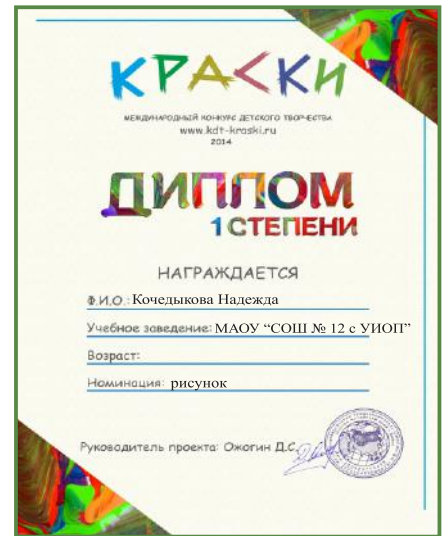 КРАСКИ
МЕЖДУНАРОДНЫЙ КОНКУРС ДЕТСКОГО ТВОРЧЕСТВА
www.kdt-kraski.ru
2014
ДИПЛОМ
1 СТЕПЕНИ
НАГРАЖДАЕТСЯ
Ф.И.О.: Кочедыкова Надежда
Учебное заведение: МАОУ “СОШ № 12 с УИОП”
Возраст:
Номинация: рисунок
Руководитель проекта: Ожогин Д.С.